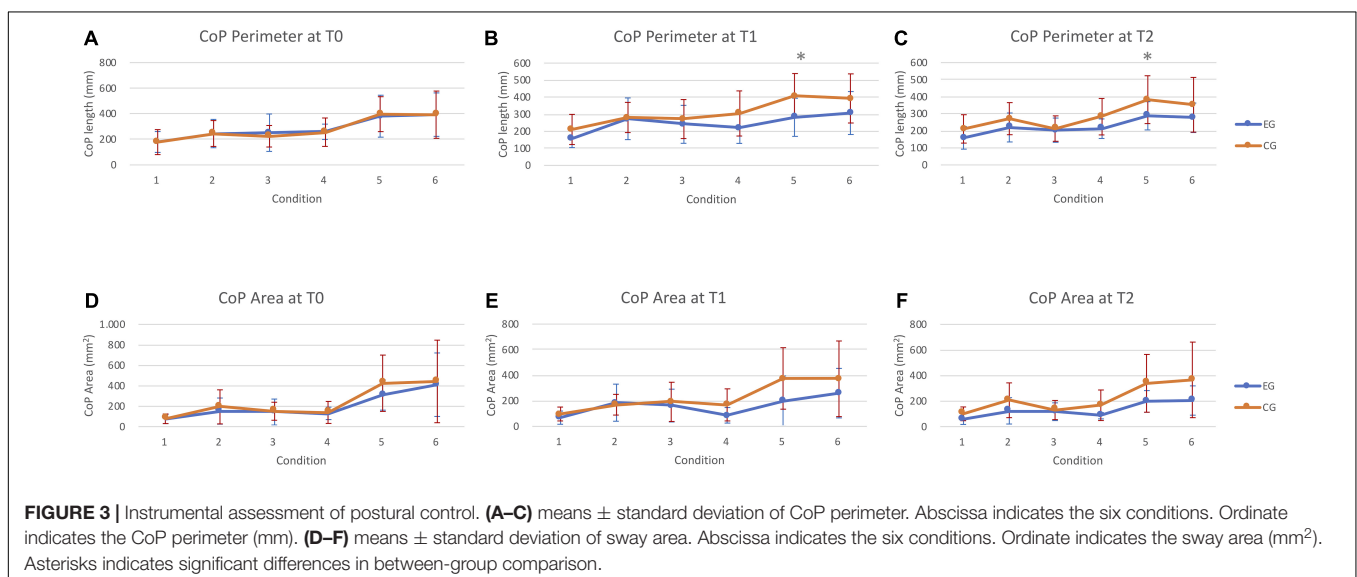 A CoP Perimeter at T0
CoP length (mm)
800
600
400
200
0
1 2 3 4 5 6
Condition
B CoP Perimeter at T1
*
CoP length (mm)
600
500
400
300
200
100
0
1 2 3 4 5 6
Condition
C CoP Perimeter at T2
*
CoP length (mm)
600
500
400
300
200
100
0
1 2 3 4 5 6
Condition
EG
CG
D CoP Area at T0
CoP Area (mm²)
1.000
800
600
400
200
0
1 2 3 4 5 6
Condition
E CoP Area at T1
CoP Area (mm²)
800
600
400
200
0
1 2 3 4 5 6
Condition
F CoP Area at T2
CoP Area (mm²)
800
600
400
200
0
1 2 3 4 5 6
Condition
EG
CG
FIGURE 3 | Instrumental assessment of postural control. (A–C) means ± standard deviation of CoP perimeter. Abscissa indicates the six conditions. Ordinate
indicates the CoP perimeter (mm). (D–F) means ± standard deviation of sway area. Abscissa indicates the six conditions. Ordinate indicates the sway area (mm²).
Asterisks indicates significant differences in between-group comparison.